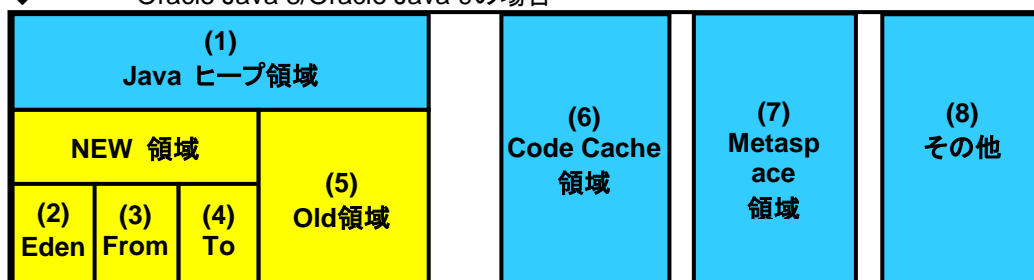 (1)
Java ヒープ領域
NEW 領域
(2)
Eden
(3)
From
(4)
To
(5)
Old領域
(6)
Code Cache
領域
(7)
Metasp
ace
領域
(8)
その他